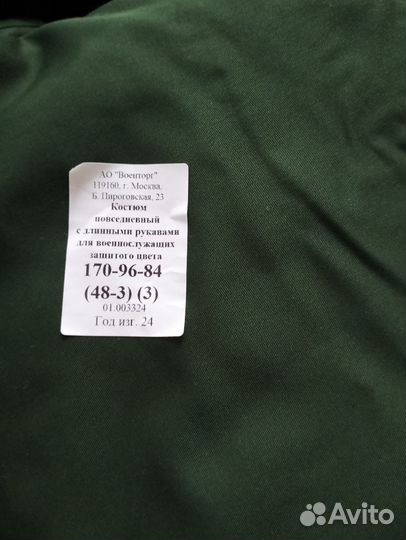 АО "Военторг"
119160, г. Москва,
Б. Пироговская, 23
Костюм
повседневный
с длинными рукавами
для военнослужащих
защитого цвета
170-96-84
(48-3) (3)
01.003324
Год изг. 24
Avito